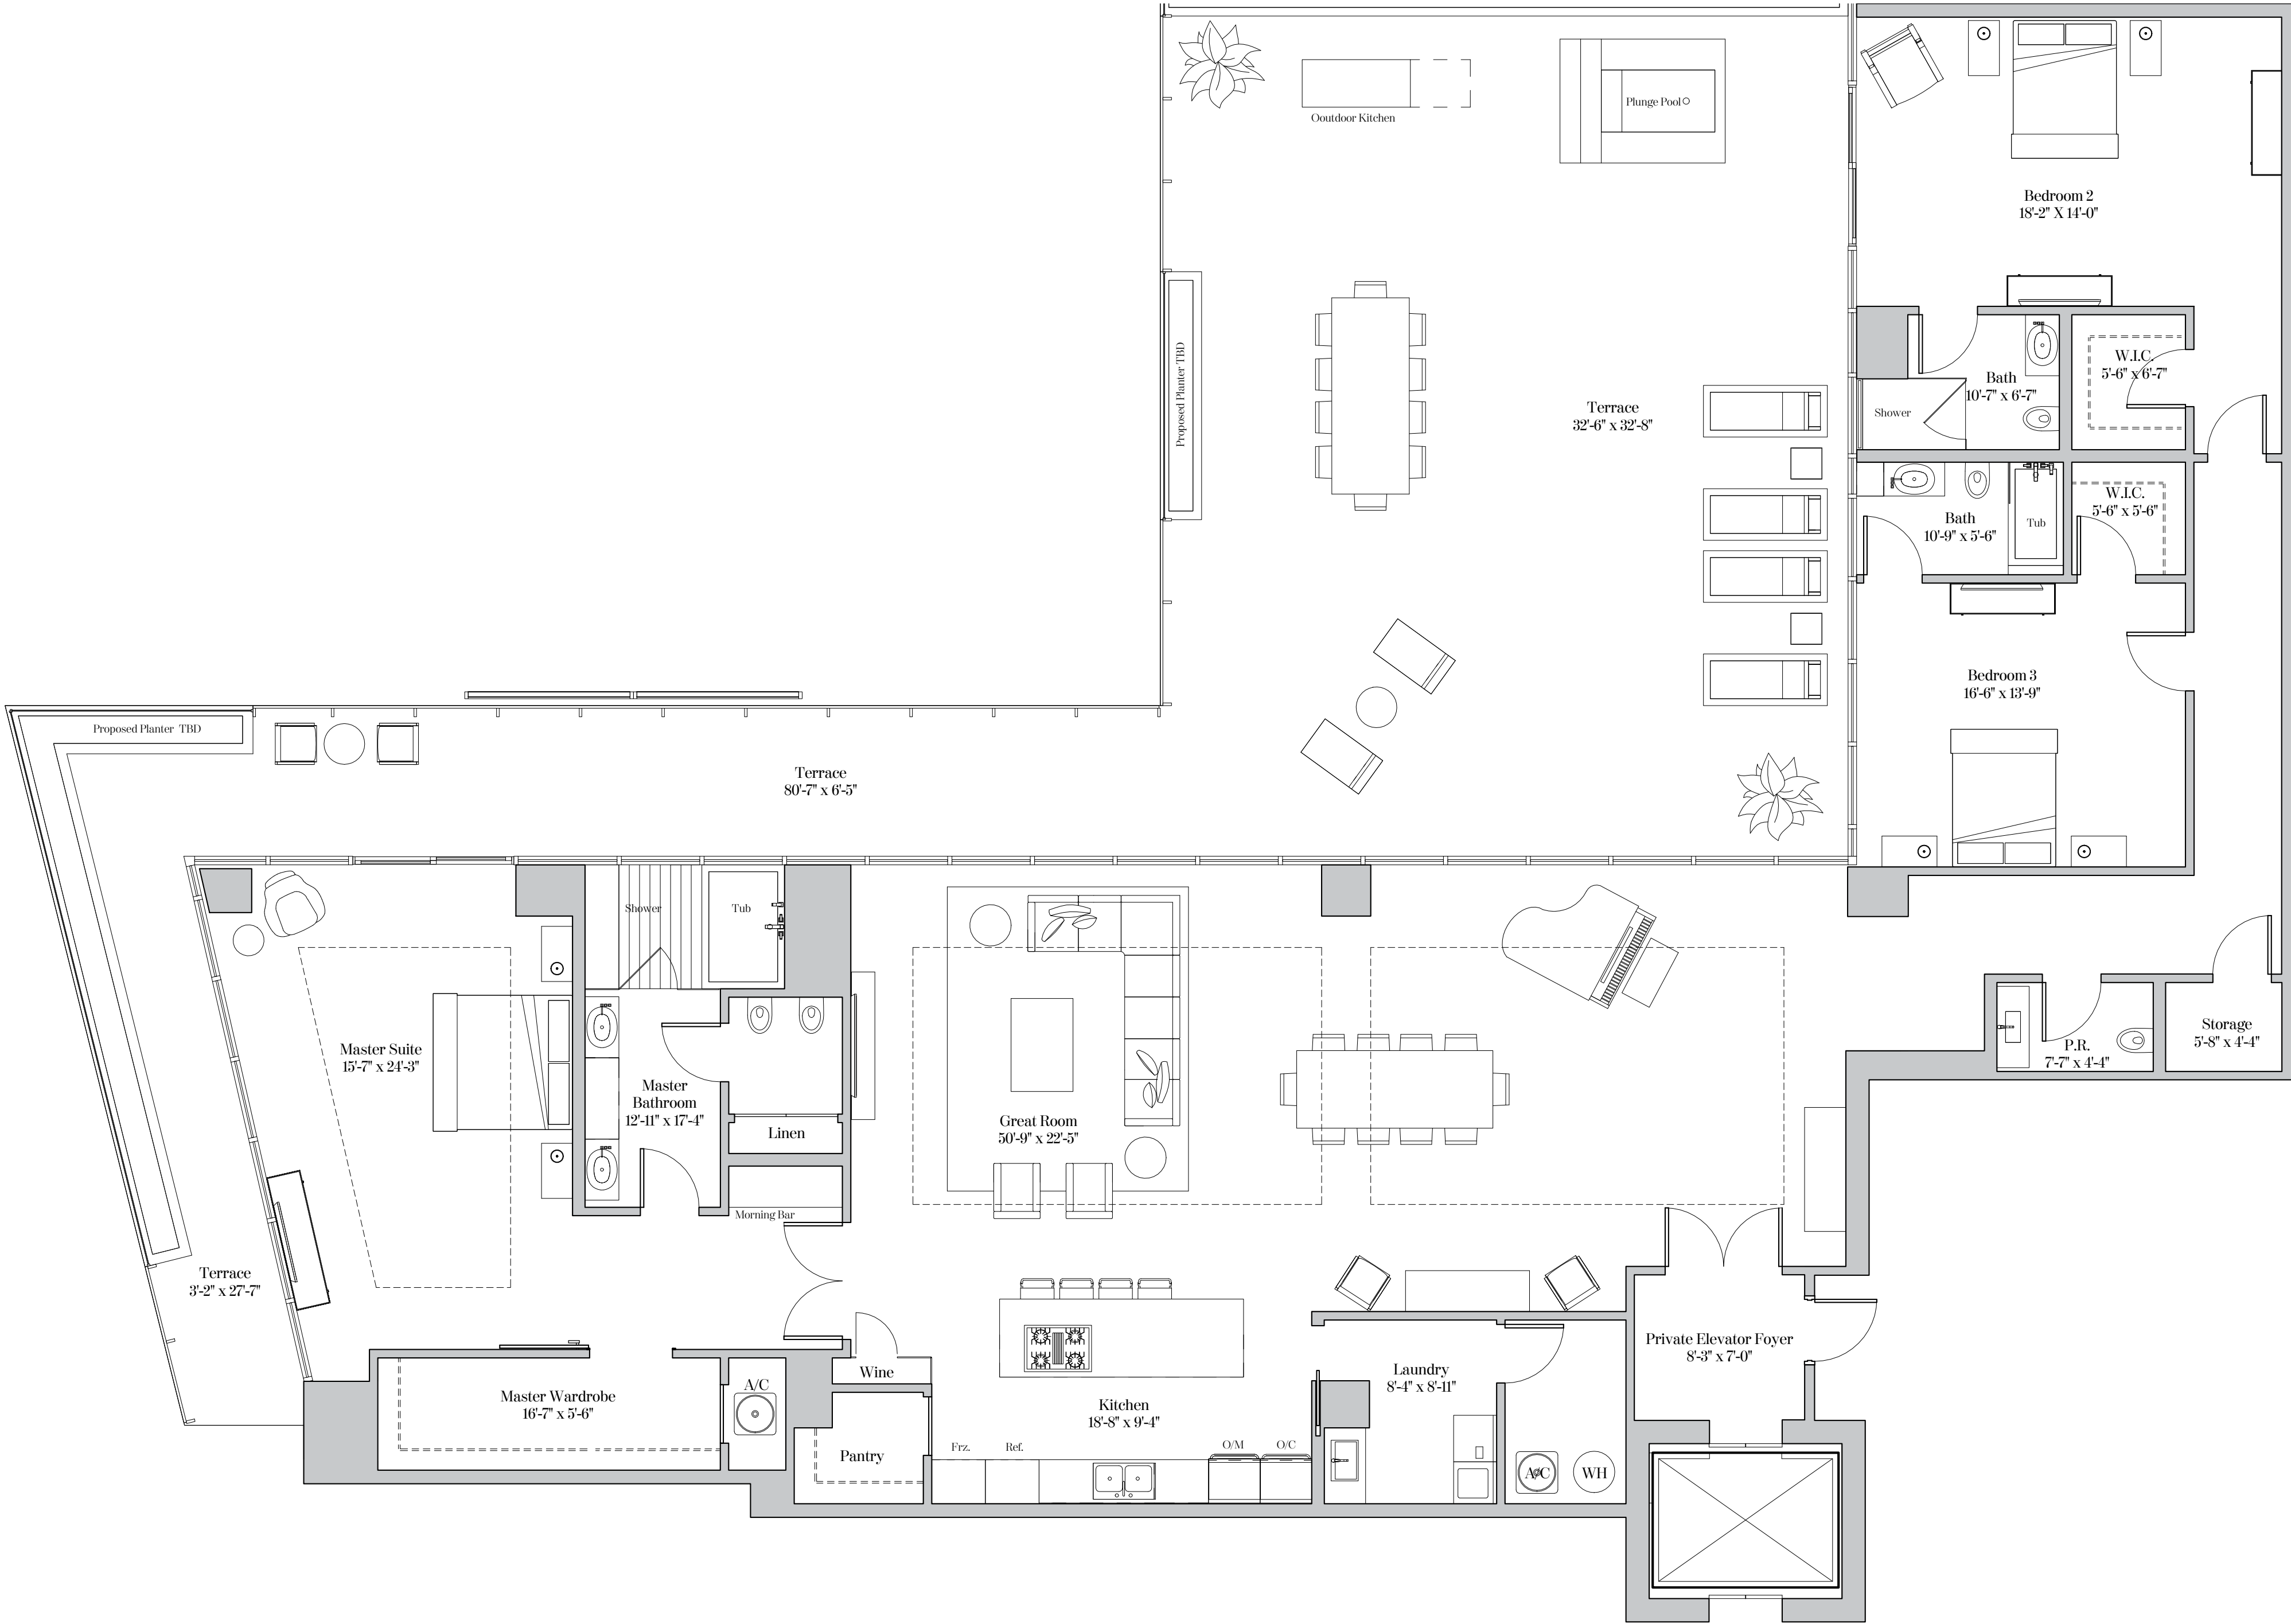 Ooutdoor Kitchen
Plunge Pool
Bedroom 2
18'-2" X 14'-0"
Proposed Planter TBD
Terrace
32'-6" x 32'-8"
Bath
10'-7" x 6'-7"
Shower
W.I.C.
5'-6" x 6'-7"
Bath
10'-9" x 5'-6"
Tub
W.I.C.
5'-6" x 5'-6"
Bedroom 3
16'-6" x 13'-9"
Proposed Planter TBD
Terrace
80'-7" x 6'-5"
Shower
Tub
Master Suite
15'-7" x 24'-3"
Master
Bathroom
12'-11" x 17'-4"
Linen
Morning Bar
Great Room
50'-9" x 22'-5"
P.R.
7'-7" x 4'-4"
Storage
5'-8" x 4'-4"
Terrace
3'-2" x 27'-7"
Master Wardrobe
16'-7" x 5'-6"
A/C
Wine
Pantry
Kitchen
18'-8" x 9'-4"
Frz.
Ref.
O/M
O/C
Laundry
8'-4" x 8'-11"
A/C
WH
Private Elevator Foyer
8'-3" x 7'-0"